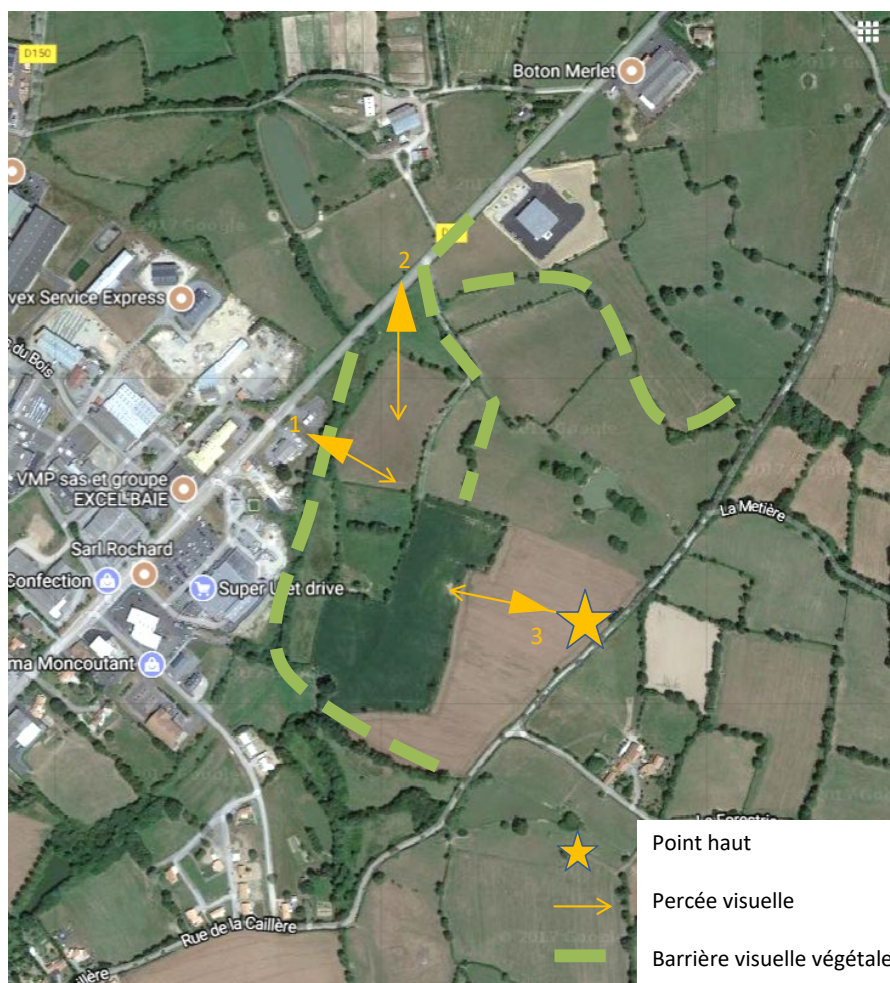 D150
Boton Merlet
2
vex Service Express
s du Bois
1
VMP sas et groupe
EXCEL-BAIE
La Metière
Sarl Rochard
Confection
Super U et drive
ma Moncoutant
3
Rue de la Caillère
illère
Point haut
Percée visuelle
Barrière visuelle végétale